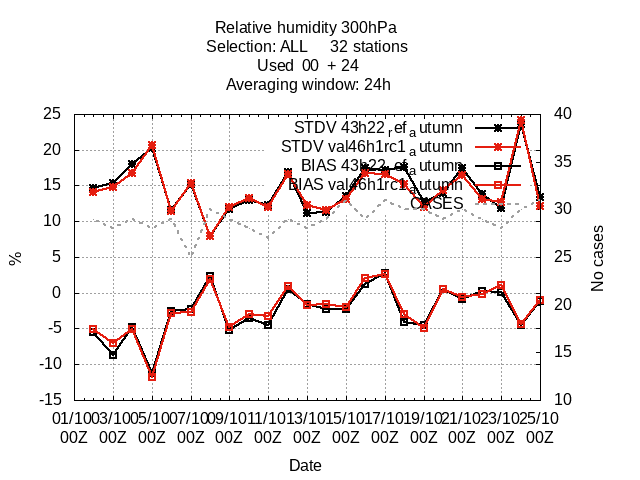 Relative humidity 300hPa
Selection: ALL     32 stations
Used  00  + 24
Averaging window: 24h
STDV 43h22refautumn
STDV val46h1rc1autumn
BIAS 43h22refautumn
BIAS val46h1rc1autumn
CASES
25
20
15
10
5
0
-5
-10
-15
%
40
35
30
25
20
15
10
No cases
01/10 03/10 05/10 07/10 09/10 11/10 13/10 15/10 17/10 19/10 21/10 23/10 25/10
00Z 00Z 00Z 00Z 00Z 00Z 00Z 00Z 00Z 00Z 00Z 00Z 00Z
Date